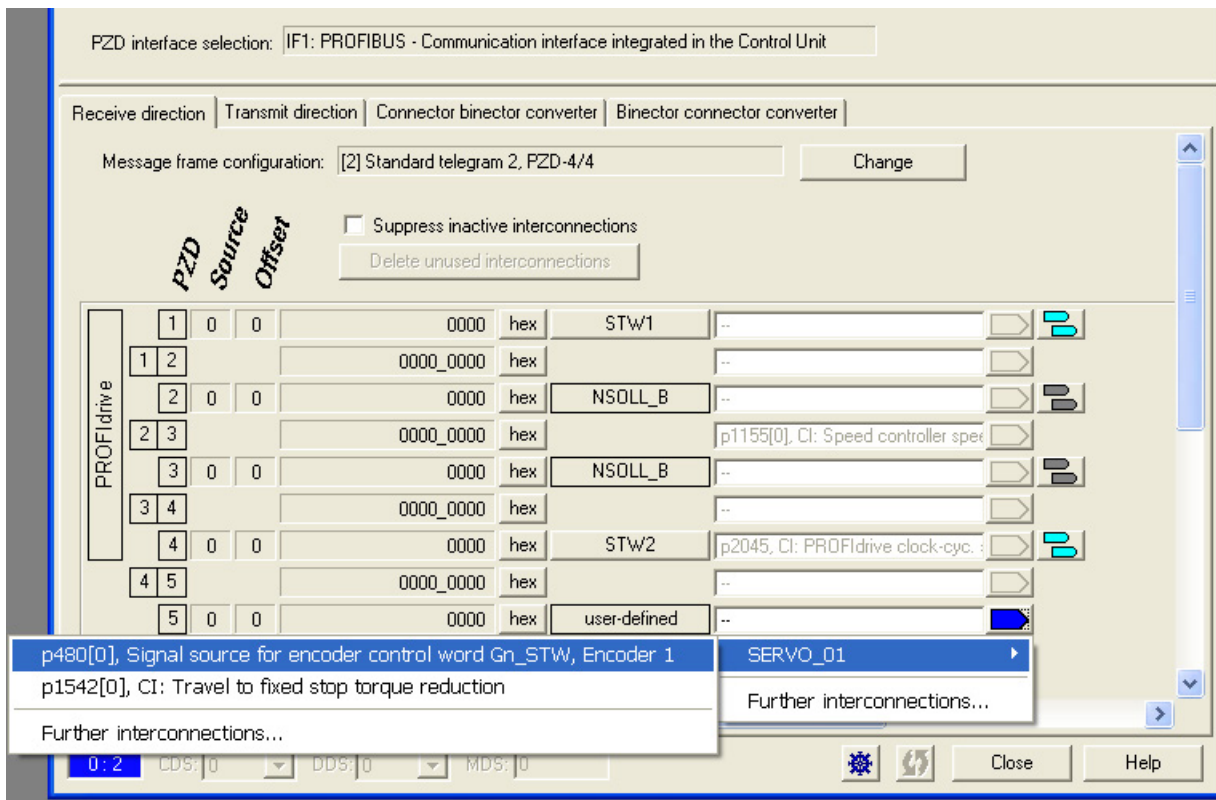 PZD interface selection: IF1: PROFIBUS - Communication interface integrated in the Control Unit
Receive direction Transmit direction Connector binector converter Binector connector converter
Message frame configuration: [2] Standard telegram 2, PZD-4/4 Change
PZD Source Offset
Suppress inactive interconnections
Delete unused interconnections
PROFIdrive
1 0 0 0000 hex STW1 --
1 2 0000_0000 hex --
2 0 0 0000 hex NSOLL_B --
2 3 0000_0000 hex p1155[0], CI: Speed controller spee
3 0 0 0000 hex NSOLL_B --
3 4 0000_0000 hex --
4 0 0 0000 hex STW2 p2045, CI: PROFIdrive clock-cyc.
4 5 0000_0000 hex --
5 0 0 0000 hex user-defined --
p480[0], Signal source for encoder control word Gn_STW, Encoder 1 SERVO_01
p1542[0], CI: Travel to fixed stop torque reduction
Further interconnections...
Further interconnections...
0 : 2 CDS: 0 DDS: 0 MDS: 0 Close Help